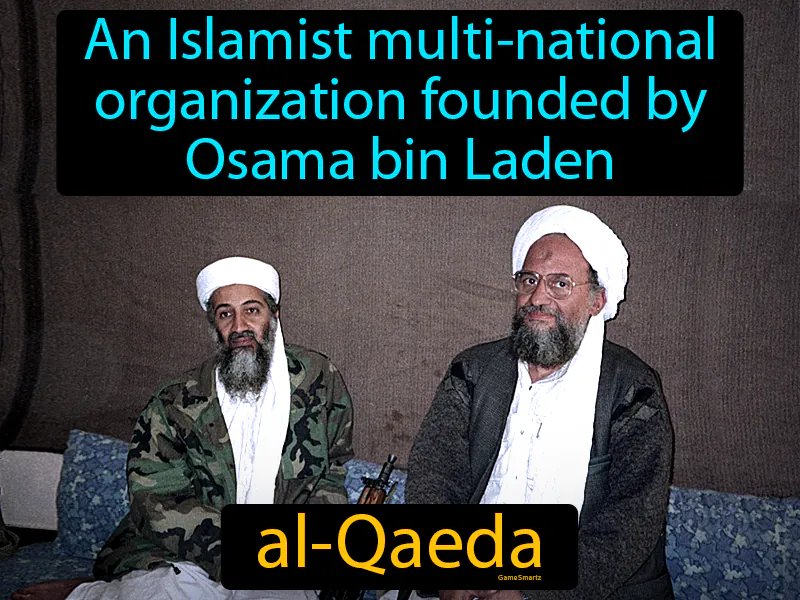 An Islamist multi-national
organization founded by
Osama bin Laden
al-Qaeda
GameSmartz